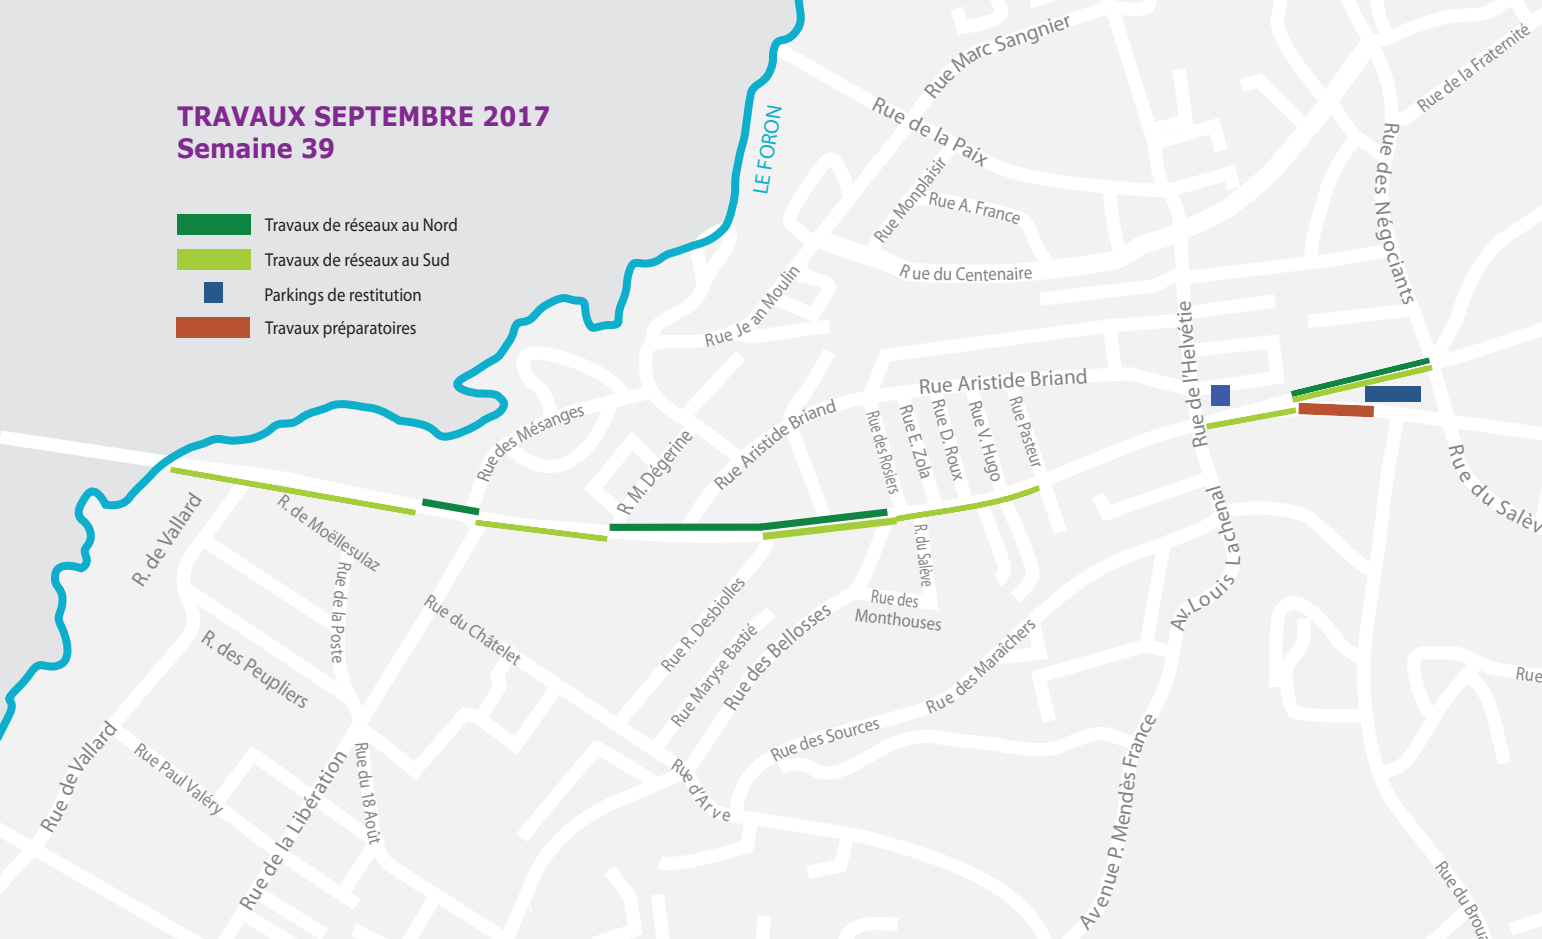 TRAVAUX SEPTEMBRE 2017
Semaine 39
Travaux de réseaux au Nord
Travaux de réseaux au Sud
Parkings de restitution
Travaux préparatoires
LE FORON
Rue Marc Sangnier
Rue de la Paix
Rue Monplaisir
Rue A. France
Rue du Centenaire
Rue Je an Moulin
Rue de la Fraternité
Rue des Négociants
Rue de l'Helvétie
Rue Aristide Briand
Rue Aristide Briand
Rue des Mésanges
R. M. Dégerine
Rue des Rosiers
Rue E. Zola
Rue D. Roux
Rue V. Hugo
Rue Pasteur
Rue du Salèv
R. de Vallard
R. de Moëllesulaz
Rue de la Poste
R. des Peupliers
Rue du Châtelet
Rue R. Desbiolles
Rue Maryse Bastié
Rue des Bellosses
R. du Salève
Rue des
Monthouses
Rue des Maraîchers
Rue des Sources
Av. Louis Lachenal
Avenue P. Mendès France
Rue
Rue de Vallard
Rue Paul Valéry
Rue de la Libération
Rue du 18 Août
Rue d'Arve
Rue du Broua